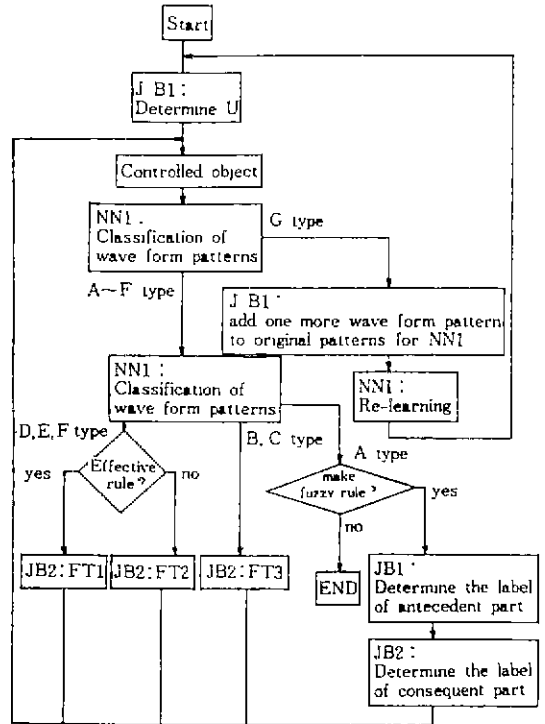 Start
J B1:
Determine U
Controlled object
NN1.
Classification of
wave form patterns
G type
A~F type
J B1:
add one more wave form pattern
to original patterns for NN1
NN1:
Classification of
wave form patterns
NN1:
Re-learning
D, E, F type
B, C type
A type
Effective
rule?
yes
no
make
fuzzy rule?
yes
no
JB2:FT1
JB2:FT2
JB2:FT3
END
JB1:
Determine the label
of antecedent part
JB2:
Determine the label
of consequent part